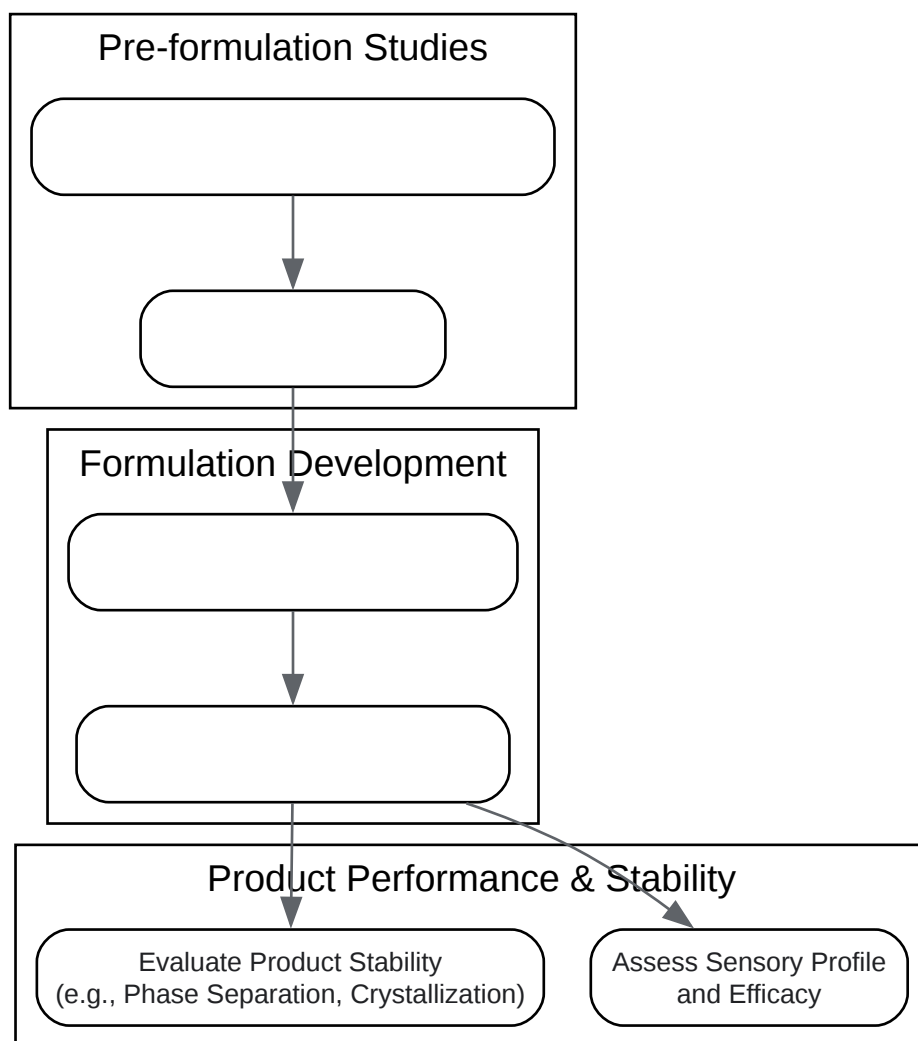 Pre-formulation Studies
Formulation Development
Product Performance & Stability
Evaluate Product Stability
(e.g., Phase Separation, Crystallization)
Assess Sensory Profile
and Efficacy